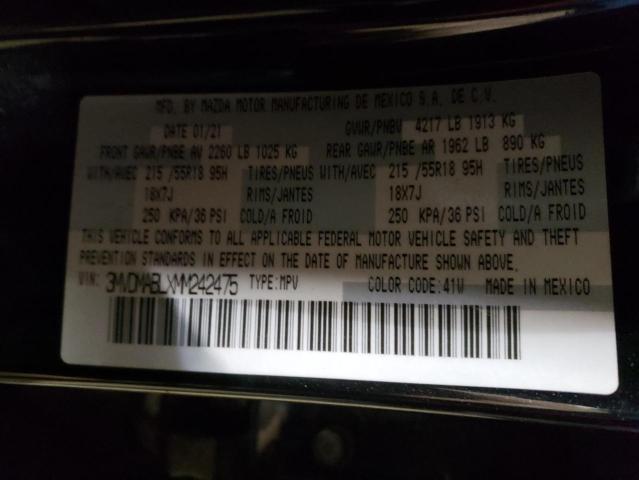 MFD. BY MAZDA MOTOR MANUFACTURING DE MEXICO S.A. DE C.V.
DATE 01/21 GVWR/PNBV 4217 LB 1913 KG
FRONT GAWR/PNBE AV 2260 LB 1025 KG REAR GAWR/PNBE AR 1962 LB 890 KG
WITH/AVEC 215 /55R18 95H TIRES/PNEUS WITH/AVEC 215 /55R18 95H TIRES/PNEUS
18X7J RIMS/JANTES 18X7J RIMS/JANTES
250 KPA/36 PSI COLD/A FROID 250 KPA/36 PSI COLD/A FROID
THIS VEHICLE CONFORMS TO ALL APPLICABLE FEDERAL MOTOR VEHICLE SAFETY AND THEFT
PREVENTION STANDARDS IN EFFECT ON THE DATE OF MANUFACTURE SHOWN ABOVE.
VIN: 3MVDMABLXMM242475 TYPE:MPV COLOR CODE:41W MADE IN MEXICO